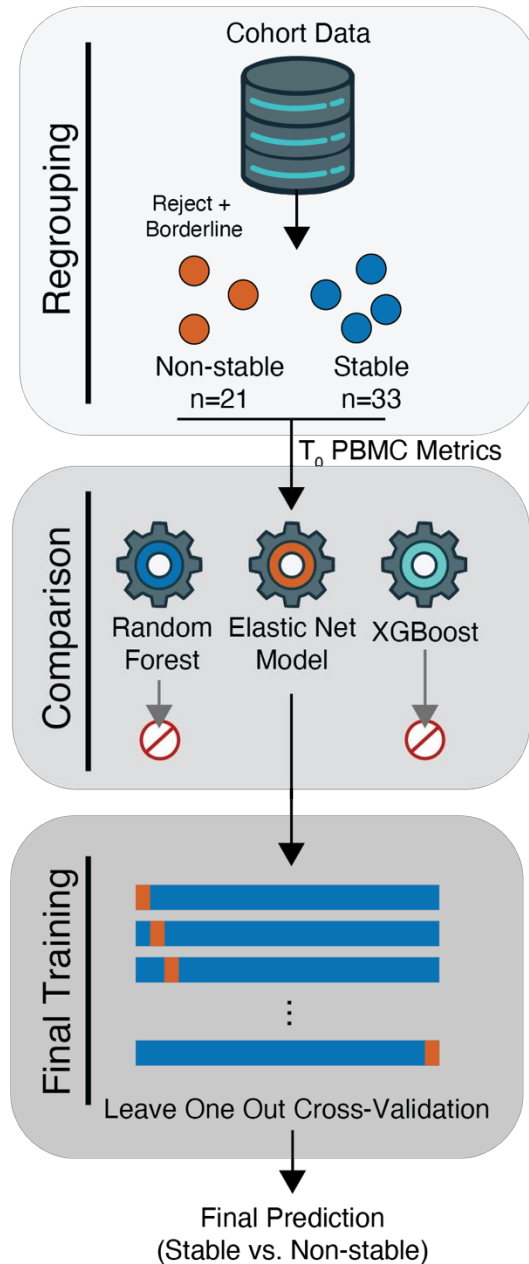 Cohort Data
Regrouping
Reject +
Borderline
Non-stable
n=21
Stable
n=33
T₀ PBMC Metrics
Comparison
Random
Forest
Elastic Net
Model
XGBoost
Final Training
⋮
Leave One Out Cross-Validation
Final Prediction
(Stable vs. Non-stable)